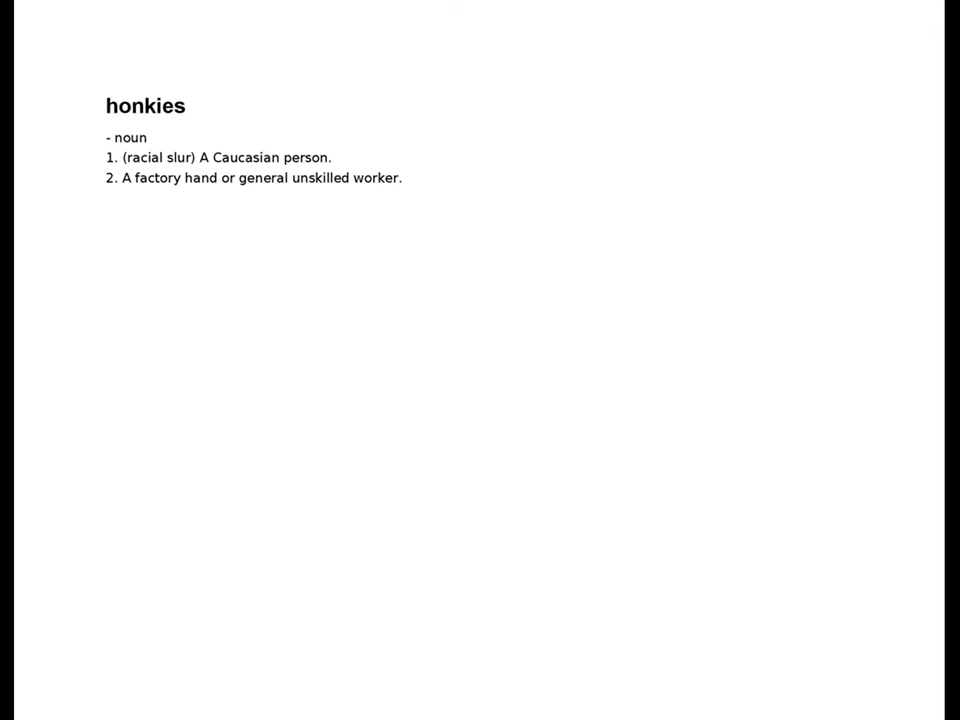 honkies
- noun
1. (racial slur) A Caucasian person.
2. A factory hand or general unskilled worker.